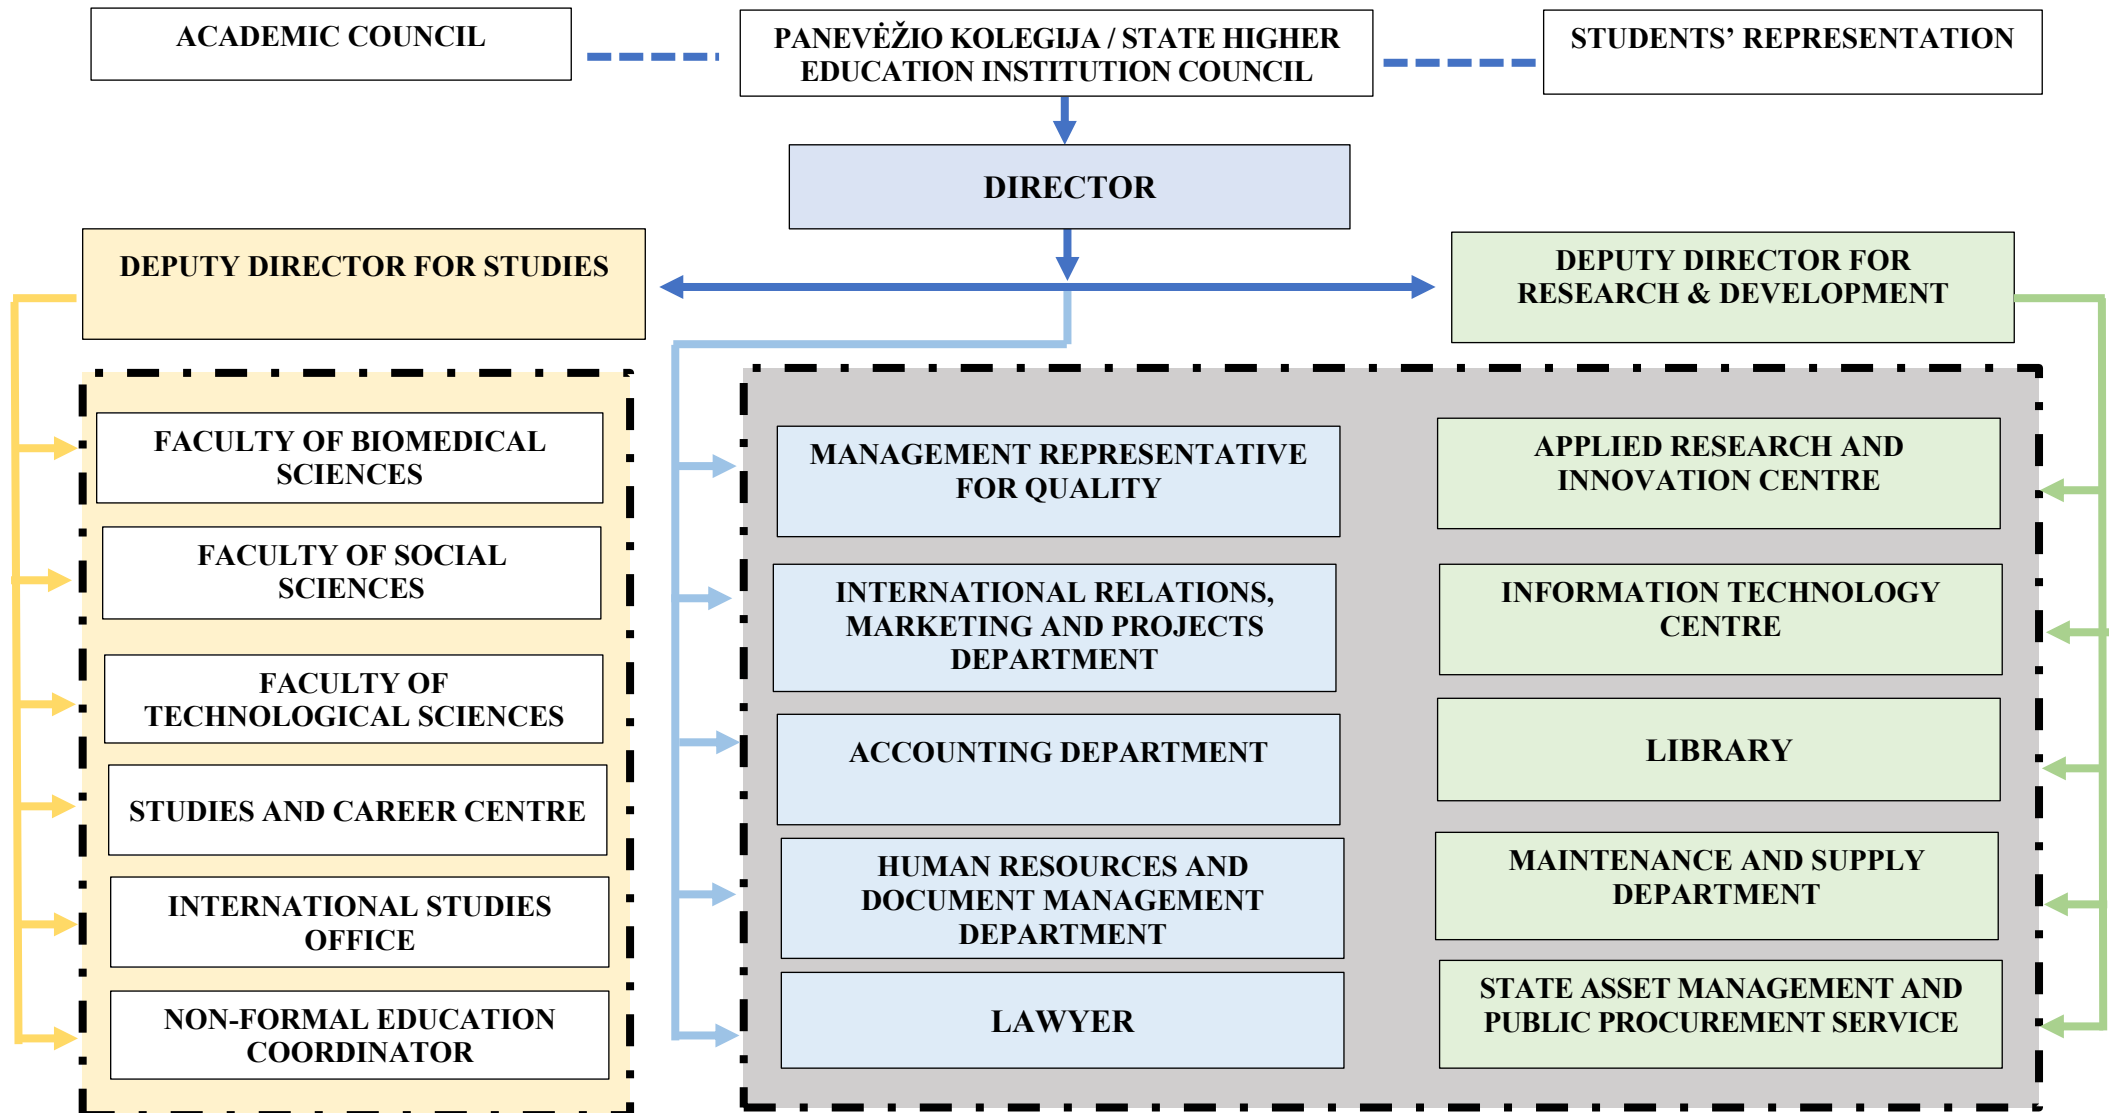 ACADEMIC COUNCIL
PANEVĖŽIO KOLEGIJA / STATE HIGHER
EDUCATION INSTITUTION COUNCIL
STUDENTS’ REPRESENTATION
DIRECTOR
DEPUTY DIRECTOR FOR STUDIES
DEPUTY DIRECTOR FOR
RESEARCH & DEVELOPMENT
FACULTY OF BIOMEDICAL
SCIENCES
FACULTY OF SOCIAL
SCIENCES
FACULTY OF
TECHNOLOGICAL SCIENCES
STUDIES AND CAREER CENTRE
INTERNATIONAL STUDIES
OFFICE
NON-FORMAL EDUCATION
COORDINATOR
MANAGEMENT REPRESENTATIVE
FOR QUALITY
INTERNATIONAL RELATIONS,
MARKETING AND PROJECTS
DEPARTMENT
ACCOUNTING DEPARTMENT
HUMAN RESOURCES AND
DOCUMENT MANAGEMENT
DEPARTMENT
LAWYER
APPLIED RESEARCH AND
INNOVATION CENTRE
INFORMATION TECHNOLOGY
CENTRE
LIBRARY
MAINTENANCE AND SUPPLY
DEPARTMENT
STATE ASSET MANAGEMENT AND
PUBLIC PROCUREMENT SERVICE